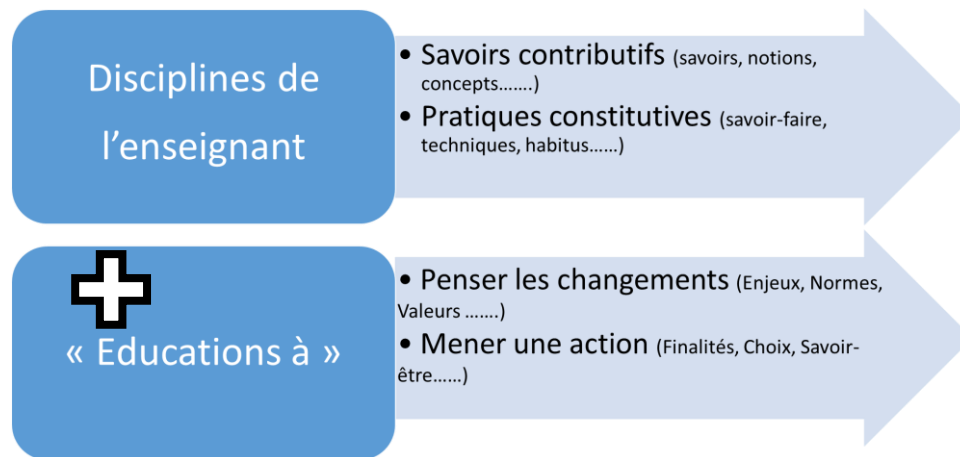 Disciplines de
l’enseignant
• Savoirs contributifs (savoirs, notions,
concepts…….)
• Pratiques constitutives (savoir-faire,
techniques, habitus……)
« Educations à »
• Penser les changements (Enjeux, Normes,
Valeurs …….)
• Mener une action (Finalités, Choix, Savoir-
être……)